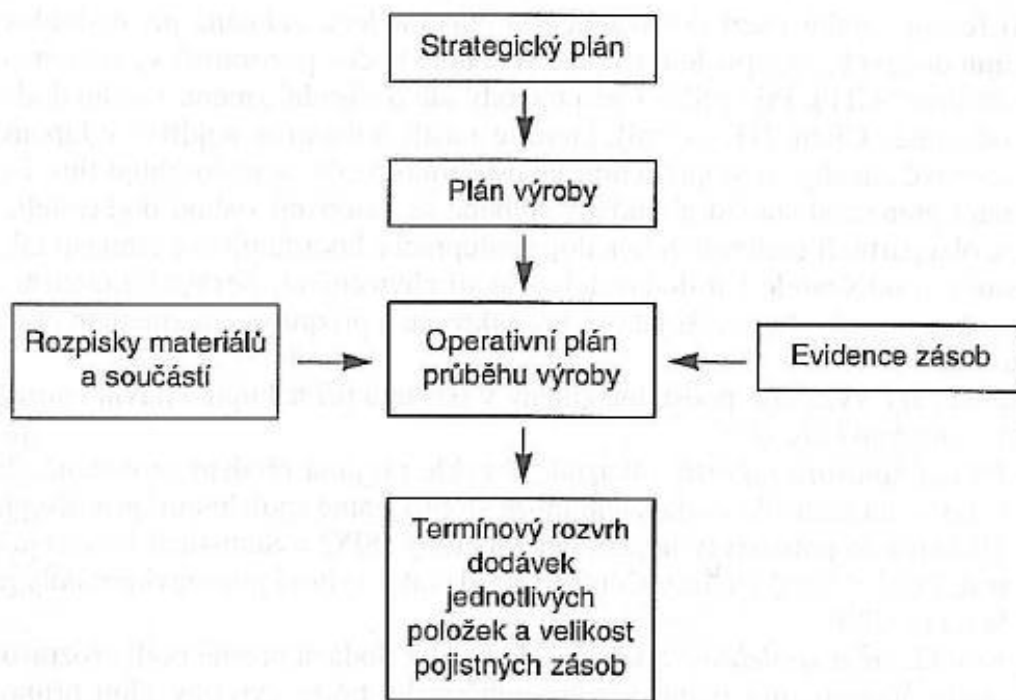 Strategický plán
Plán výroby
Rozpisky materiálů
a součástí
Operativní plán
průběhu výroby
Evidence zásob
Termínový rozvrh
dodávek
jednotlivých
položek a velikost
pojistných zásob